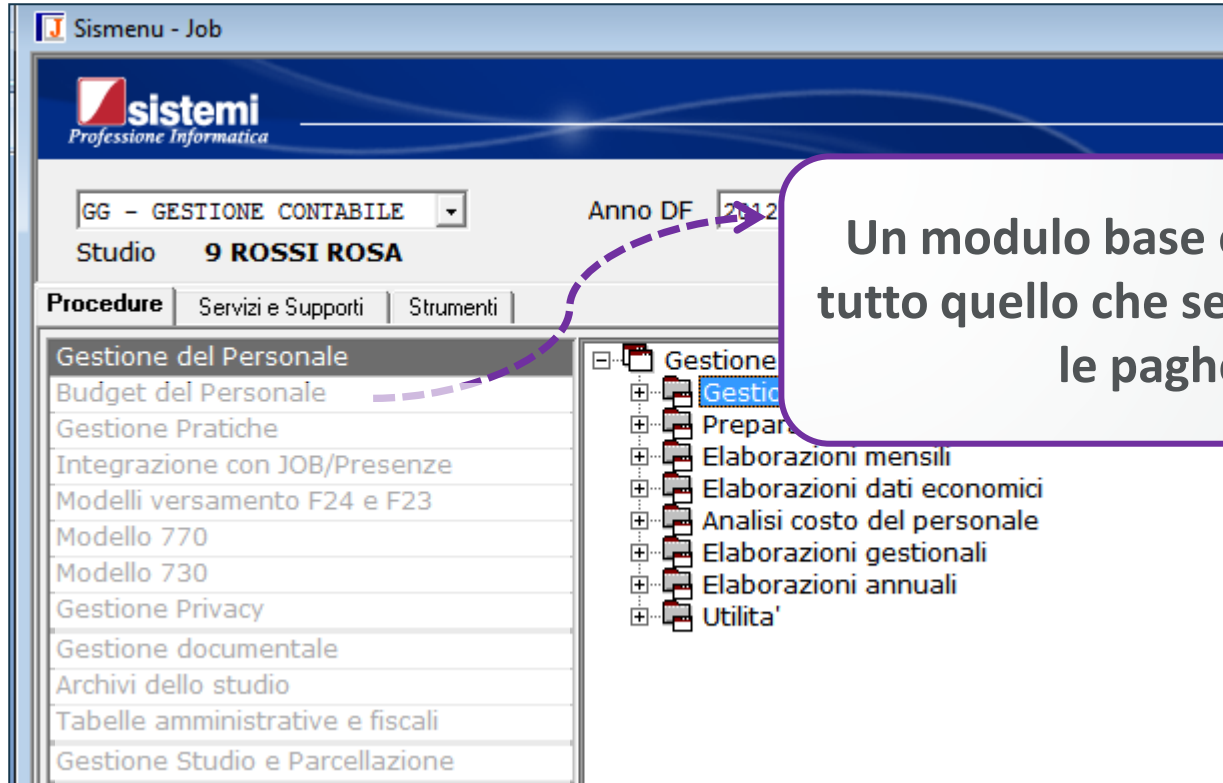 Sismenu - Job
sistemi
Professione Informatica
GG - GESTIONE CONTABILE
Anno DF
Studio 9 ROSSI ROSA
Un modulo base
tutto quello che
le
Procedure
Servizi e Supporti
Strumenti
Gestione del Personale
Budget del Personale
Gestione Pratiche
Integrazione con JOB/Presenze
Modelli versamento F24 e F23
Modello 770
Modello 730
Gestione Privacy
Gestione documentale
Archivi dello studio
Tabelle amministrative e fiscali
Gestione Studio e Parcellazione
Gestione
Elaborazioni mensili
Elaborazioni dati economici
Analisi costo del personale
Elaborazioni gestionali
Elaborazioni annuali
Utilita'